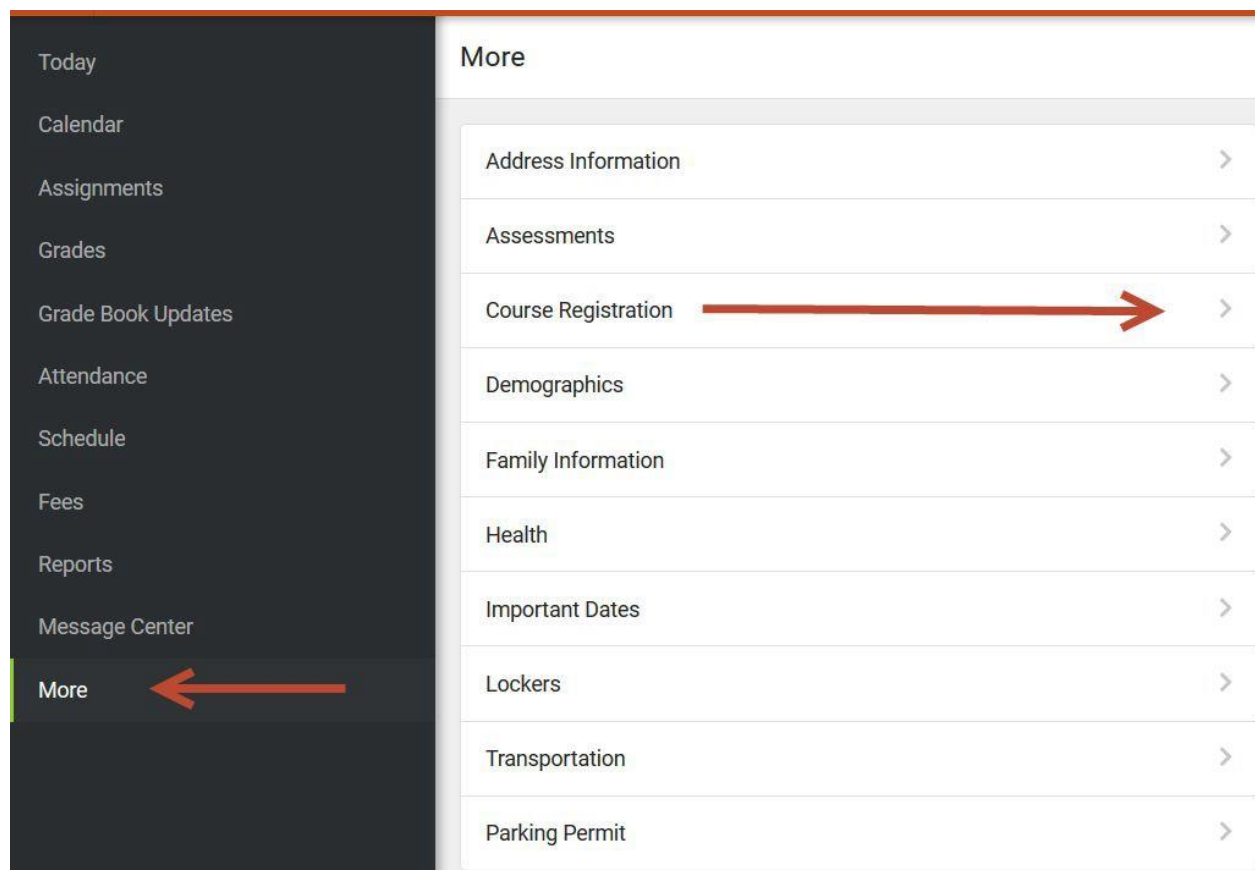 Today
Calendar
Assignments
Grades
Grade Book Updates
Attendance
Schedule
Fees
Reports
Message Center
More
More
Address Information
Assessments
Course Registration
Demographics
Family Information
Health
Important Dates
Lockers
Transportation
Parking Permit